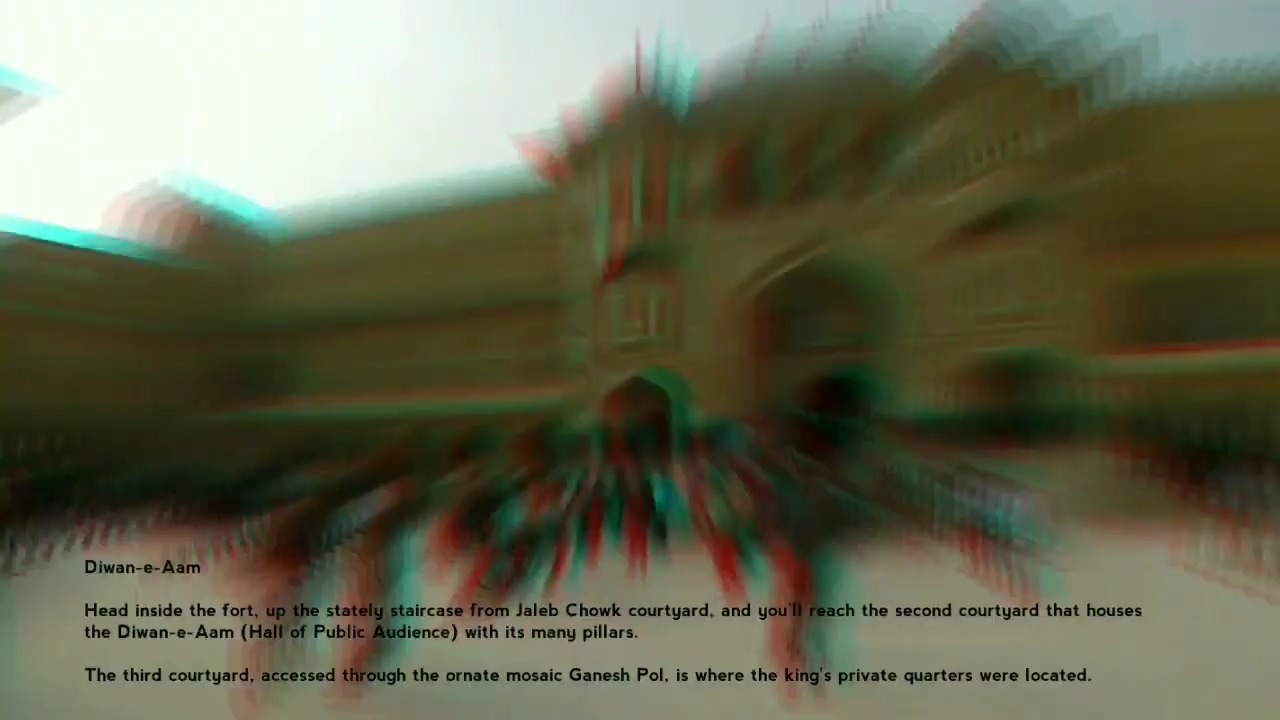 Diwan-e-Aam
Head inside the fort, up the stately staircase from Jaleb Chowk courtyard, and you'll reach the second courtyard that houses
the Diwan-e-Aam (Hall of Public Audience) with its many pillars.
The third courtyard, accessed through the ornate mosaic Ganesh Pol, is where the king's private quarters were located.